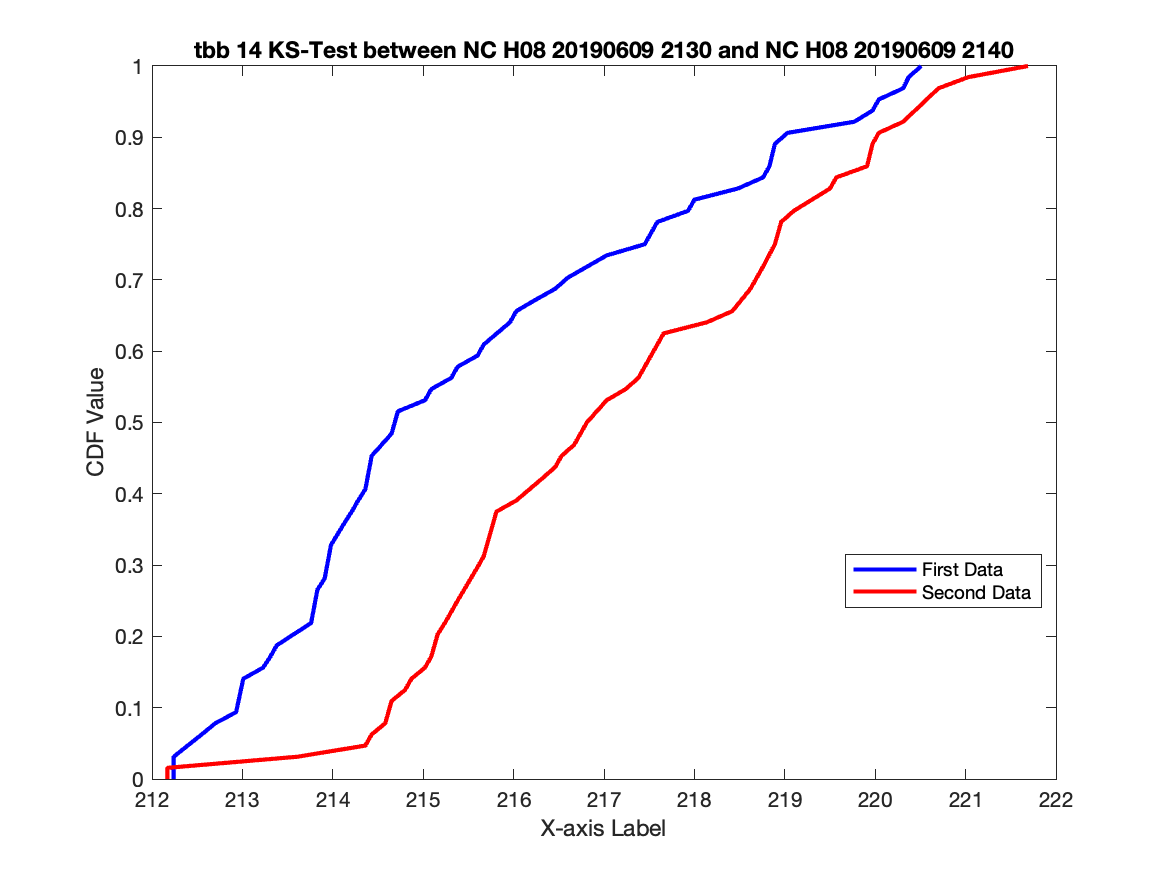 tbb 14 KS-Test between NC H08 20190609 2130 and NC H08 20190609 2140
1
0.9
0.8
0.7
0.6
0.5
0.4
0.3
0.2
0.1
0
CDF Value
First Data
Second Data
212 213 214 215 216 217 218 219 220 221 222
X-axis Label